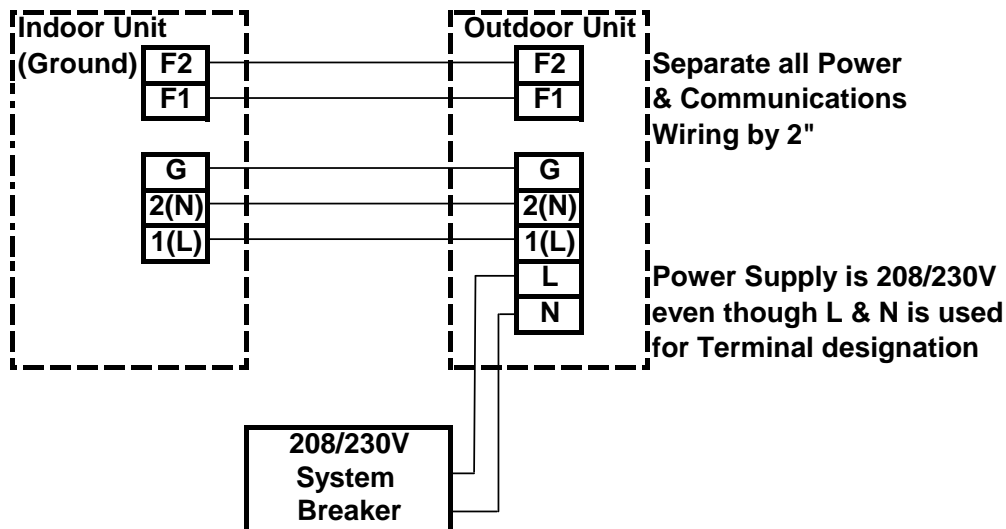 Indoor Unit
(Ground)
F2
F1
G
2(N)
1(L)
Outdoor Unit
F2
F1
G
2(N)
1(L)
L
N
Separate all Power
& Communications
Wiring by 2"
Power Supply is 208/230V
even though L & N is used
for Terminal designation
208/230V
System
Breaker